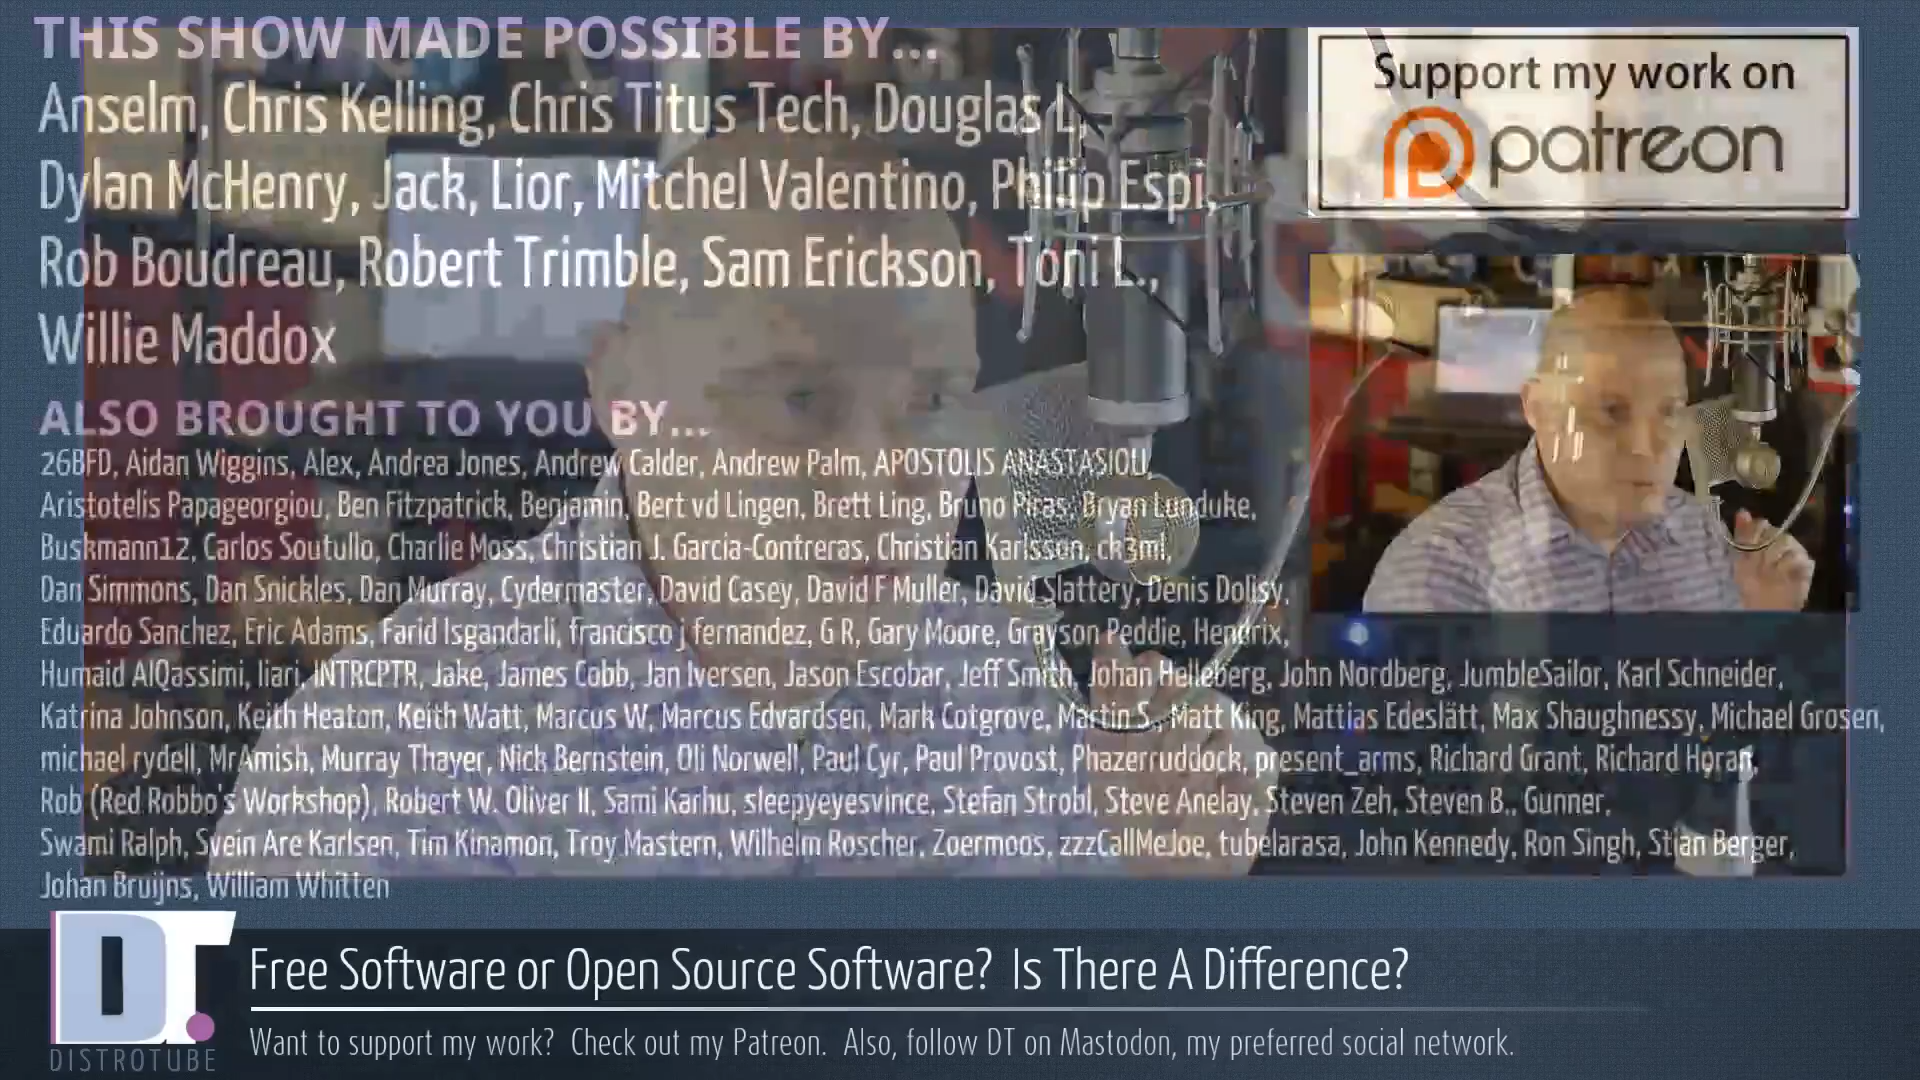 THIS SHOW MADE POSSIBLE BY...
Anselm, Chris Kelling, Chris Titus Tech, Douglas L,
Dylan McHenry, Jack, Lior, Mitchel Valentino, Philip Espi,
Rob Boudreau, Robert Trimble, Sam Erickson, Toni L.,
Willie Maddox
Support my work on
patreon
ALSO BROUGHT TO YOU BY...
26BFD, Aidan Wiggins, Alex, Andrea Jones, Andrew Calder, Andrew Palm, APOSTOLIS ANASTASIOU,
Aristotelis Papageorgiou, Ben Fitzpatrick, Benjamin, Bert vd Lingen, Brett Ling, Bruno Piras, Bryan Lunduke,
Buskmann12, Carlos Soutullo, Charlie Moss, Christian J. Garcia-Contreras, Christian Karlsson, ck3ml,
Dan Simmons, Dan Snickles, Dan Murray, Cydermaster, David Casey, David F Muller, David Slattery, Denis Dolisy,
Eduardo Sanchez, Eric Adams, Farid Isgandarli, francisco j fernandez, G R, Gary Moore, Grayson Peddie, Hendrix,
Humaid AlQassimi, liari, INTRCPTR, Jake, James Cobb, Jan Iversen, Jason Escobar, Jeff Smith, Johan Helleberg, John Nordberg, JumbleSailor, Karl Schneider,
Katrina Johnson, Keith Heaton, Keith Watt, Marcus W, Marcus Edvardsen, Mark Cotgrove, Martin S., Matt King, Mattias Edeslätt, Max Shaughnessy, Michael Grosen,
michael rydell, Mr Amish, Murray Thayer, Nick Bernstein, Oli Norwell, Paul Cyr, Paul Provost, Phazerruddock, present_arms, Richard Grant, Richard Horan,
Rob (Red Robbo's Workshop), Robert W. Oliver II, Sami Karhu, sleepyeyesvince, Stefan Strobl, Steve Anelay, Steven Zeh, Steven B., Gunner,
Swami Ralph, Svein Are Karlsen, Tim Kinamon, Troy Mastern, Wilhelm Roscher, Zoermoos, zzzCallMeJoe, tubelarasa, John Kennedy, Ron Singh, Stian Berger,
Johan Bruijns, William Whitten
DT
DISTROTUBE
Free Software or Open Source Software? Is There A Difference?
Want to support my work? Check out my Patreon. Also, follow DT on Mastodon, my preferred social network.